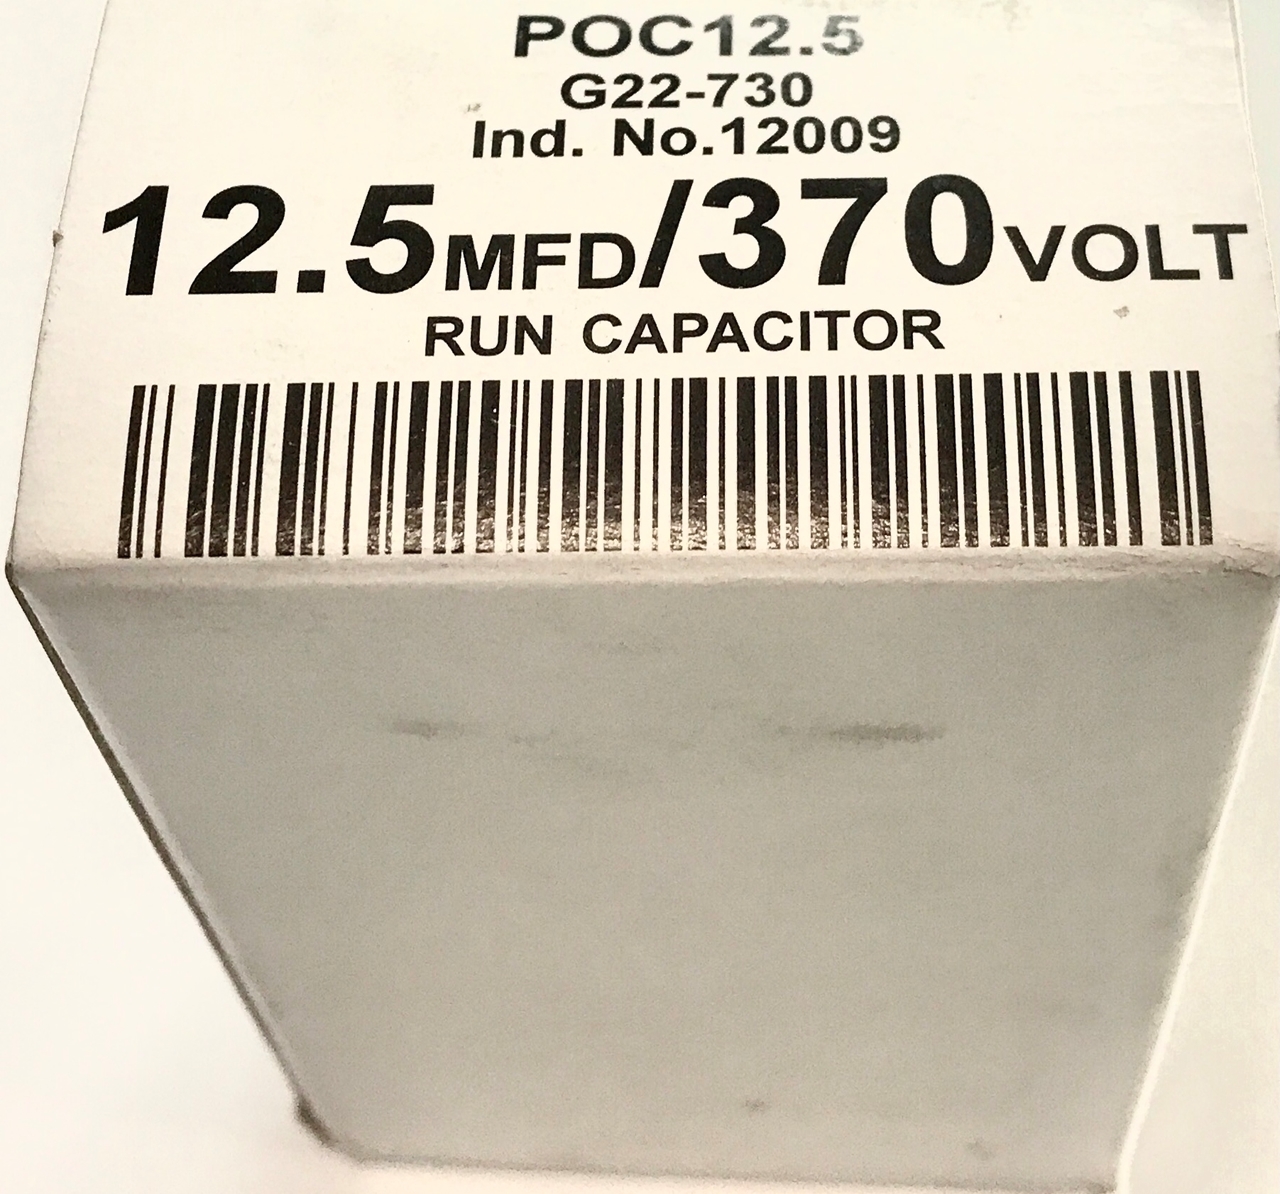 POC12.5
G22-730
Ind. No.12009
12.5MFD/370VOLT
RUN CAPACITOR